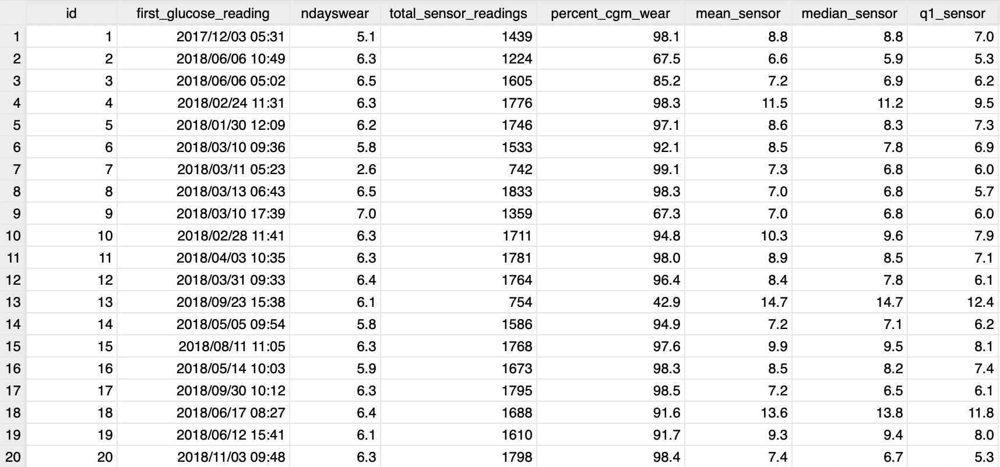 id first_glucose_reading ndayswear total_sensor_readings percent_cgm_wear mean_sensor median_sensor q1_sensor
1 1 2017/12/03 05:31 5.1 1439 98.1 8.8 8.8 7.0
2 2 2018/06/06 10:49 6.3 1224 67.5 6.6 5.9 5.3
3 3 2018/06/06 05:02 6.5 1605 85.2 7.2 6.9 6.2
4 4 2018/02/24 11:31 6.3 1776 98.3 11.5 11.2 9.5
5 5 2018/01/30 12:09 6.2 1746 97.1 8.6 8.3 7.3
6 6 2018/03/10 09:36 5.8 1533 92.1 8.5 7.8 6.9
7 7 2018/03/11 05:23 2.6 742 99.1 7.3 6.8 6.0
8 8 2018/03/13 06:43 6.5 1833 98.3 7.0 6.8 5.7
9 9 2018/03/10 17:39 7.0 1359 67.3 7.0 6.8 6.0
10 10 2018/02/28 11:41 6.3 1711 94.8 10.3 9.6 7.9
11 11 2018/04/03 10:35 6.3 1781 98.0 8.9 8.5 7.1
12 12 2018/03/31 09:33 6.4 1764 96.4 8.4 7.8 6.1
13 13 2018/09/23 15:38 6.1 754 42.9 14.7 14.7 12.4
14 14 2018/05/05 09:54 5.8 1586 94.9 7.2 7.1 6.2
15 15 2018/08/11 11:05 6.3 1768 97.6 9.9 9.5 8.1
16 16 2018/05/14 10:03 5.9 1673 98.3 8.5 8.2 7.4
17 17 2018/09/30 10:12 6.3 1795 98.5 7.2 6.5 6.1
18 18 2018/06/17 08:27 6.4 1688 91.6 13.6 13.8 11.8
19 19 2018/06/12 15:41 6.1 1610 91.7 9.3 9.4 8.0
20 20 2018/11/03 09:48 6.3 1798 98.4 7.4 6.7 5.3